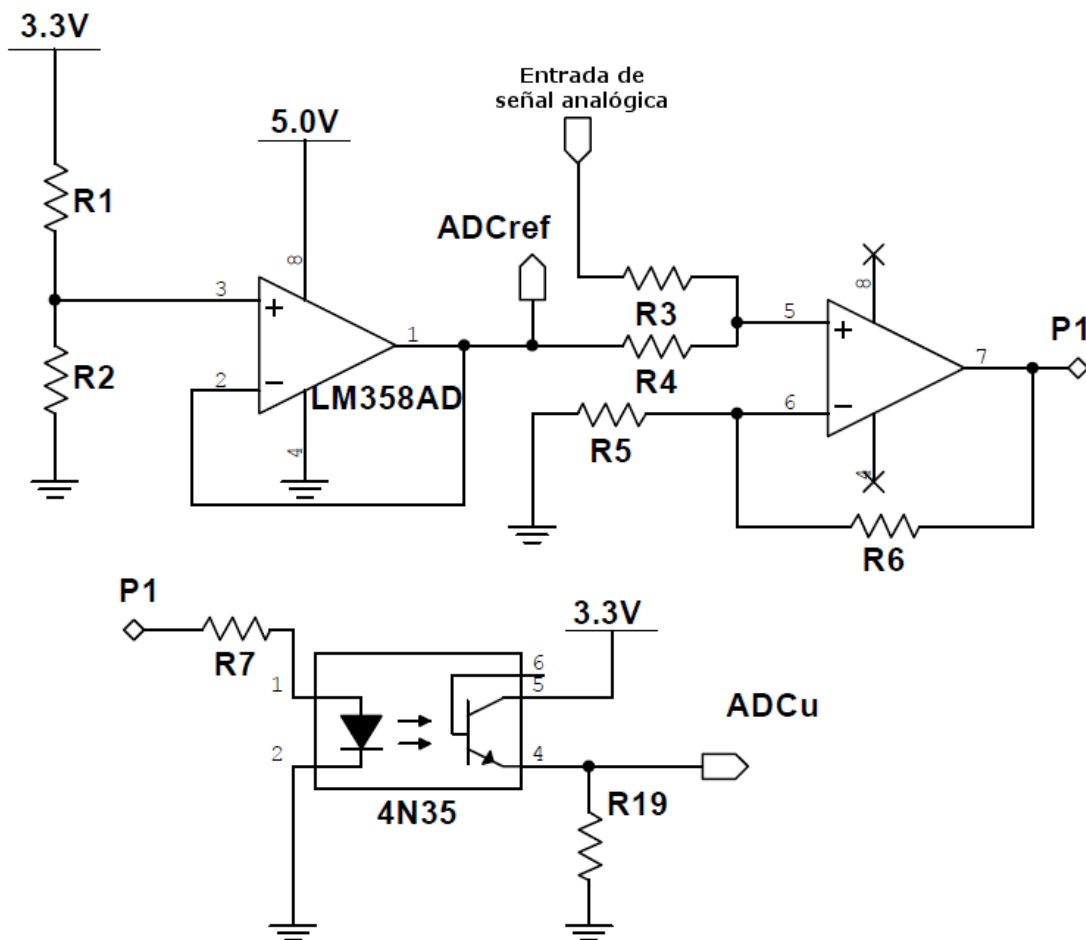 3.3V
Entrada de
señal analógica
5.0V
R1
ADCref
8
3
+
R3
5
+
8
P1
1
7
R2
2
−
LM358AD
R4
6
−
4
R5
4
R6
P1
3.3V
R7
6
5
1
ADCu
2
4
4N35
R19